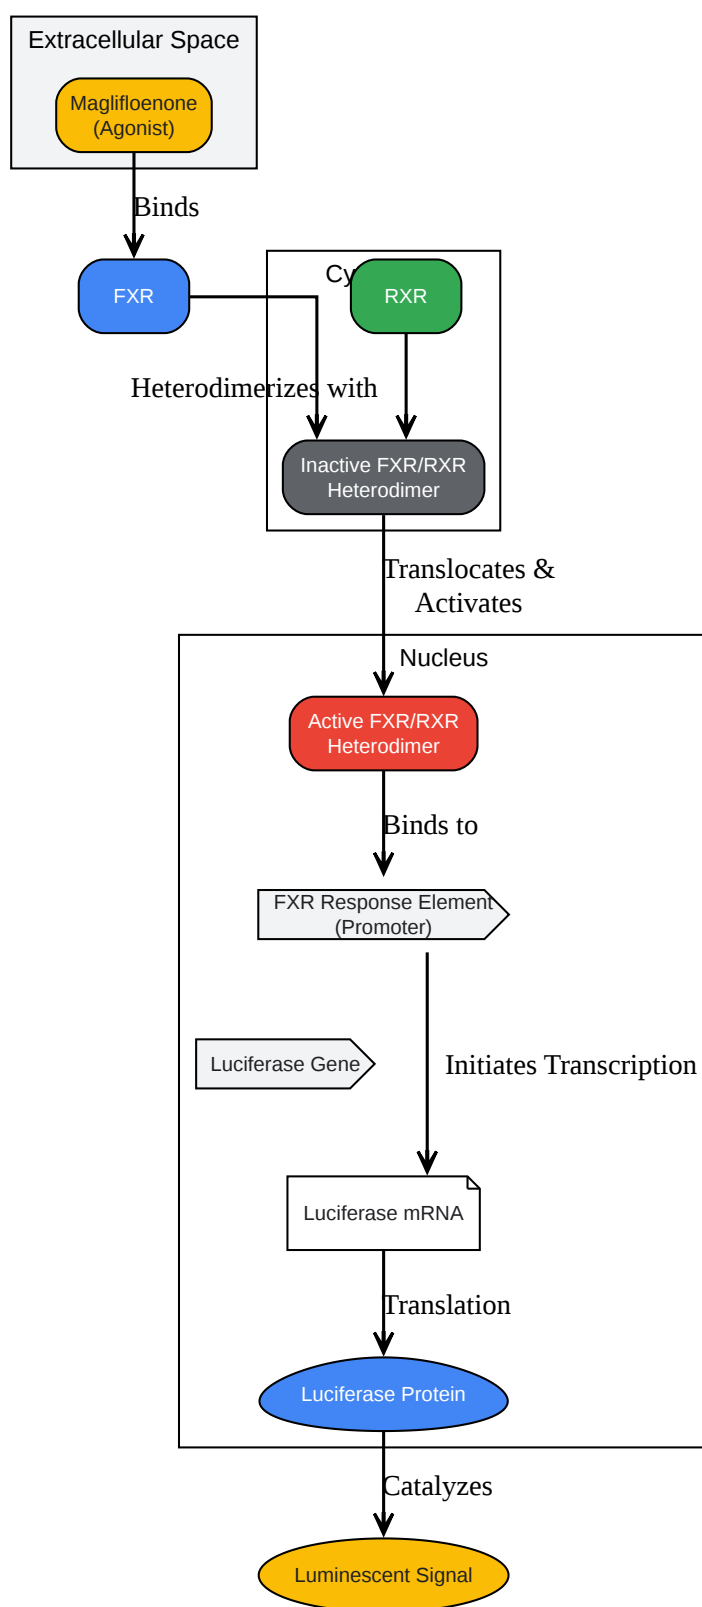 Extracellular Space
Maglifloenone
(Agonist)
Binds
FXR
Cy
RXR
Heterodimerizes with
Inactive FXR/RXR
Heterodimer
Translocates &
Activates
Nucleus
Active FXR/RXR
Heterodimer
Binds to
FXR Response Element
(Promoter)
Luciferase Gene
Initiates Transcription
Luciferase mRNA
Translation
Luciferase Protein
Catalyzes
Luminescent Signal